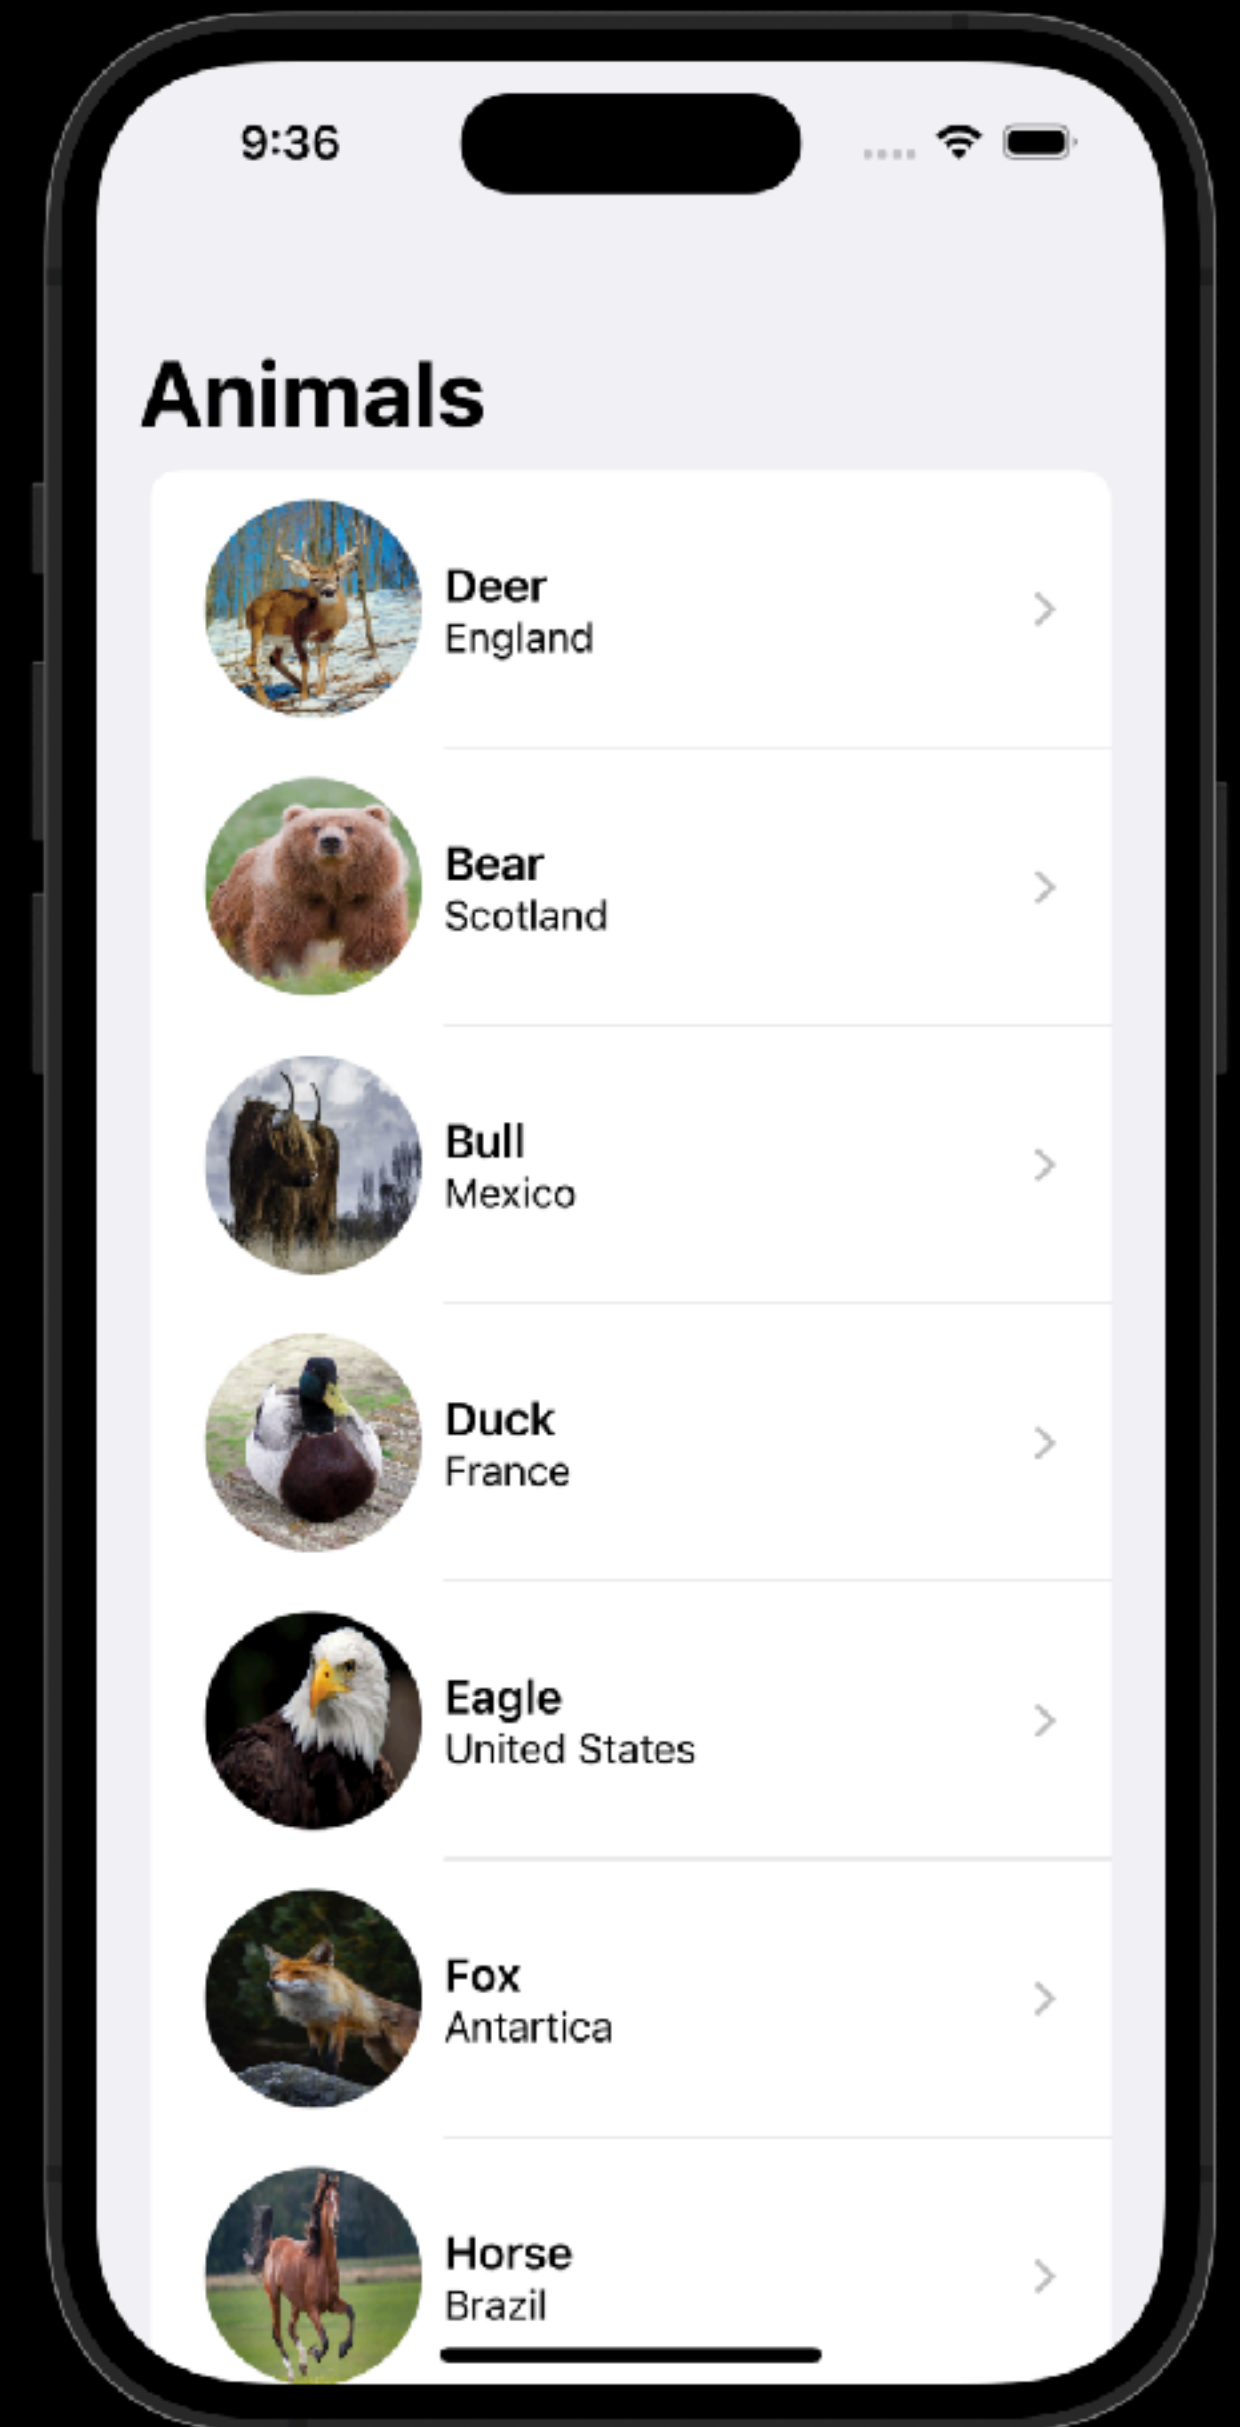 9:36
Animals
Deer
England
Bear
Scotland
Bull
Mexico
Duck
France
Eagle
United States
Fox
Antartica
Horse
Brazil